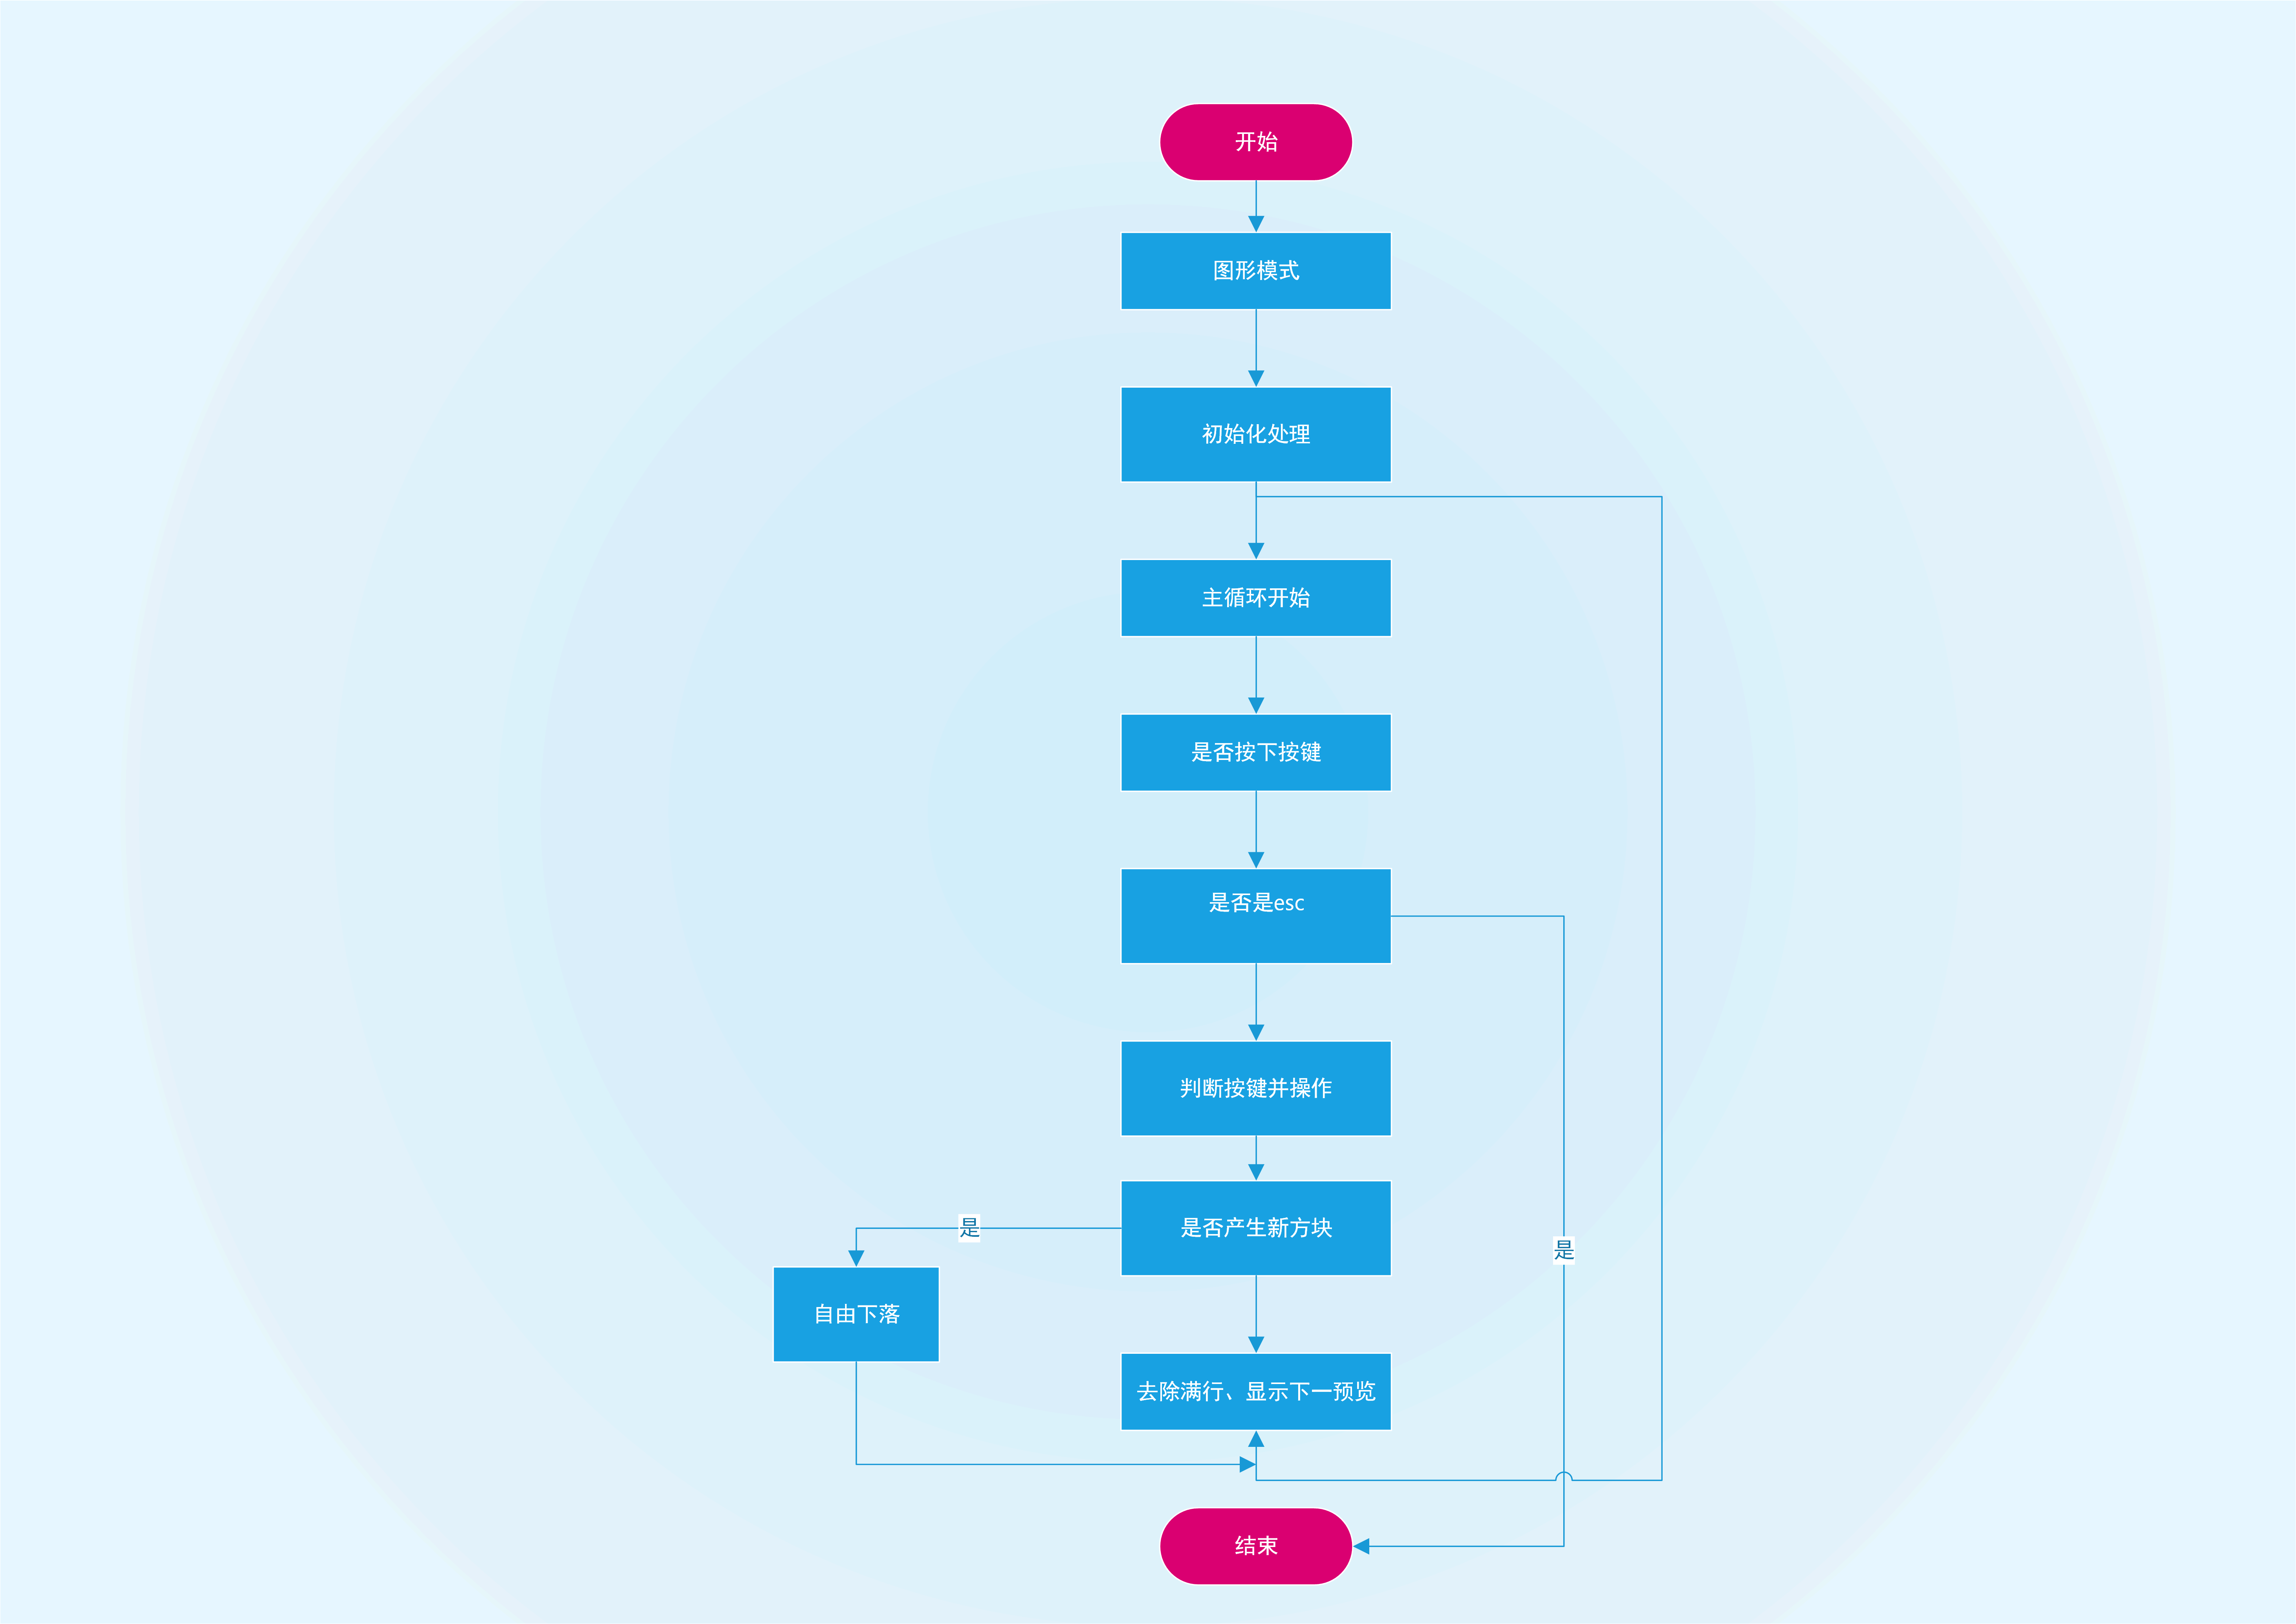 开始
图形模式
初始化处理
主循环开始
是否按下按键
是否是esc
判断按键并操作
是否产生新方块
是
是
自由下落
去除满行、显示下一预览
结束